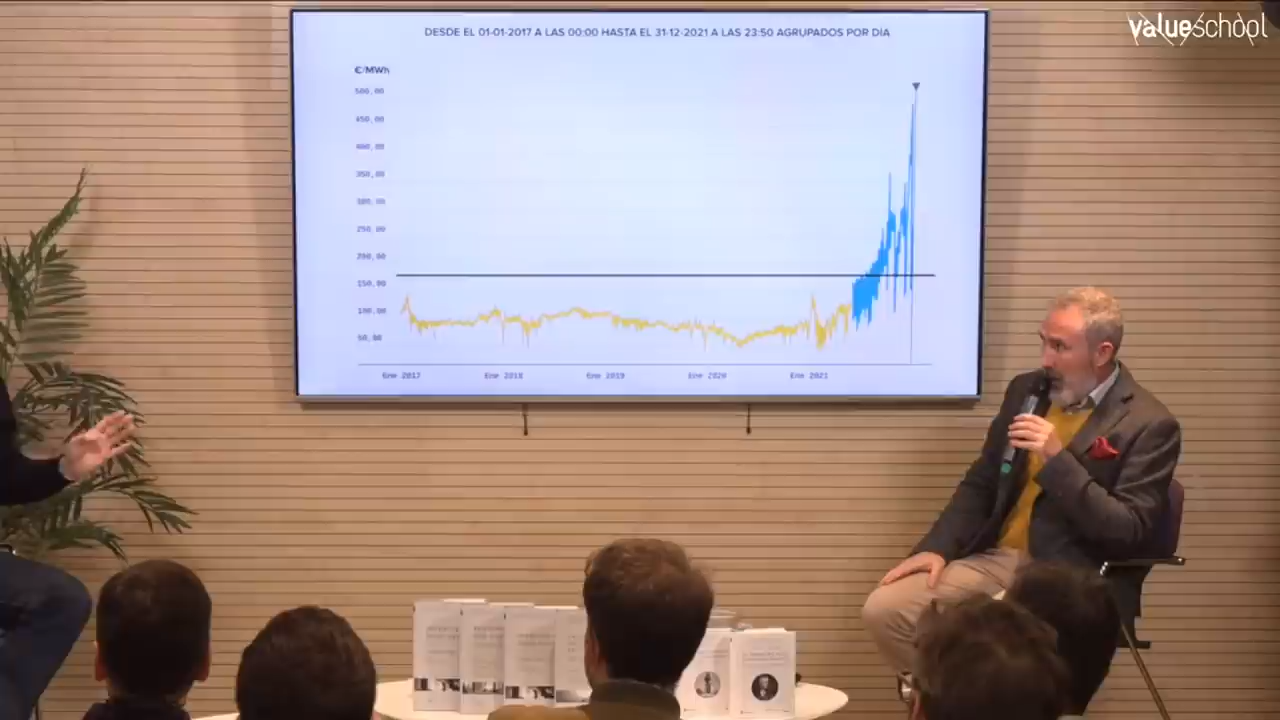 valueschool
DESDE EL 01-01-2017 A LAS 00:00 HASTA EL 31-12-2021 A LAS 23:50 AGRUPADOS POR DÍA
€/MWh
500,00
450,00
400,00
350,00
300,00
250,00
200,00
150,00
100,00
50,00
Ene 2017
Ene 2018
Ene 2019
Ene 2020
Ene 2021